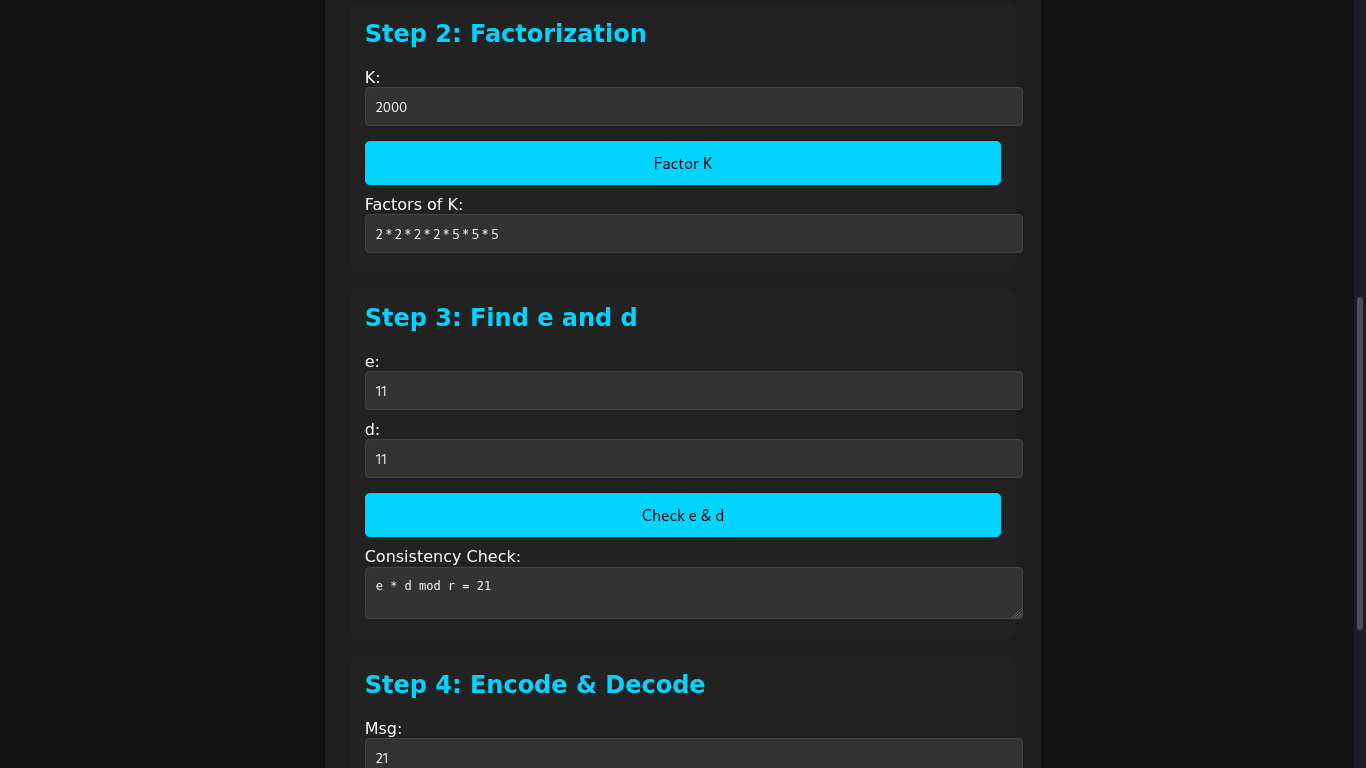 Step 2: Factorization
K:
2000
Factor K
Factors of K:
2*2*2*2*5*5*5
Step 3: Find e and d
e:
11
d:
11
Check e & d
Consistency Check:
e * d mod r = 21
Step 4: Encode & Decode
Msg:
21